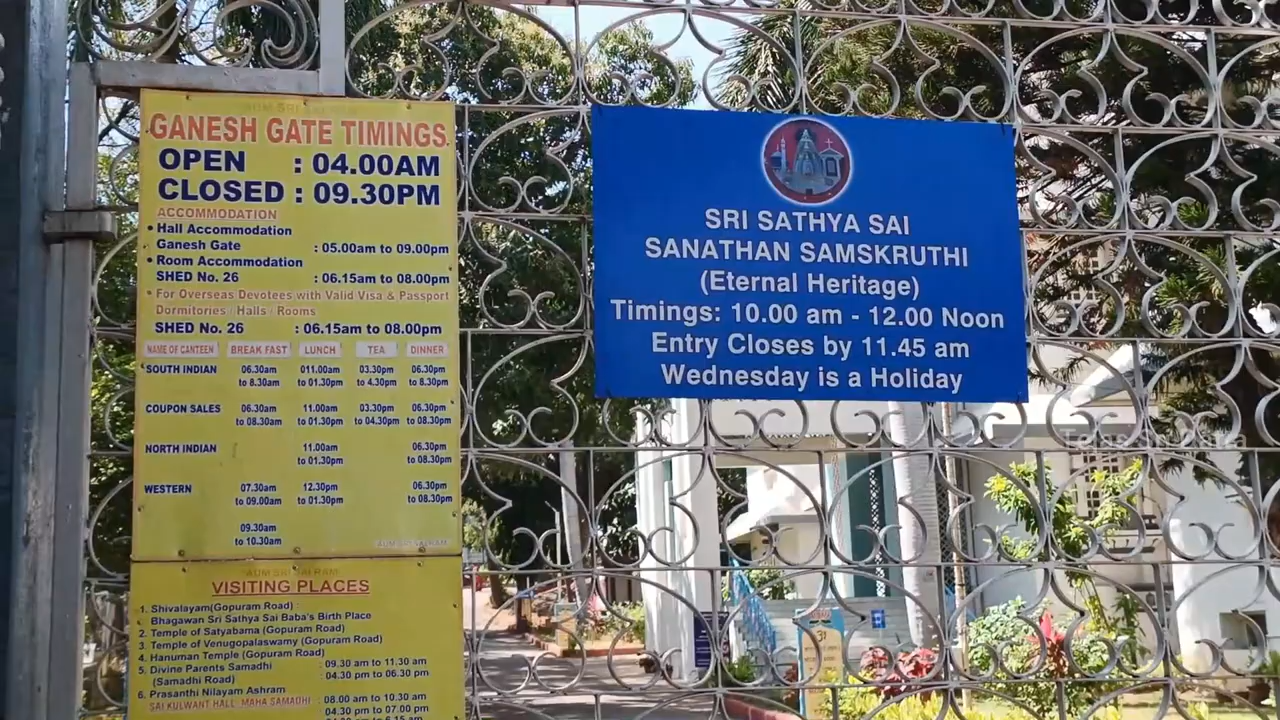 AUM SRI SAI RAM
GANESH GATE TIMINGS
OPEN : 04.00AM
CLOSED : 09.30PM
ACCOMMODATION
• Hall Accommodation
Ganesh Gate : 05.00am to 09.00pm
• Room Accommodation
SHED No. 26 : 06.15am to 08.00pm
• For Overseas Devotees with Valid Visa & Passport
Dormitories / Halls / Rooms
SHED No. 26 : 06.15am to 08.00pm
NAME OF CANTEEN BREAK FAST LUNCH TEA DINNER
SOUTH INDIAN 06.30am 011.00am 03.30pm 06.30pm
to 8.30am to 01.30pm to 4.30pm to 8.30pm
COUPON SALES 06.30am 11.00am 03.30pm 06.30pm
to 08.30am to 01.30pm to 04.30pm to 08.30pm
NORTH INDIAN 11.00am 06.30pm
to 01.30pm to 08.30pm
WESTERN 07.30am 12.30pm 06.30pm
to 09.00am to 01.30pm to 08.30pm
09.30am
to 10.30am
AUM SRI SAI RAM
VISITING PLACES
1. Shivalayam(Gopuram Road) :
Bhagawan Sri Sathya Sai Baba's Birth Place
2. Temple of Satyabama (Gopuram Road)
3. Temple of Venugopalaswamy (Gopuram Road)
4. Hanuman Temple (Gopuram Road)
5. Divine Parents Samadhi : 09.30 am to 11.30 am
(Samadhi Road) : 04.30 pm to 06.30 pm
6. Prasanthi Nilayam Ashram
SAI KULWANT HALL MAHA SAMADHI : 08.00 am to 10.30 am
04.30 pm to 07.00 pm
SRI SATHYA SAI
SANATHAN SAMSKRUTHI
(Eternal Heritage)
Timings: 10.00 am - 12.00 Noon
Entry Closes by 11.45 am
Wednesday is a Holiday